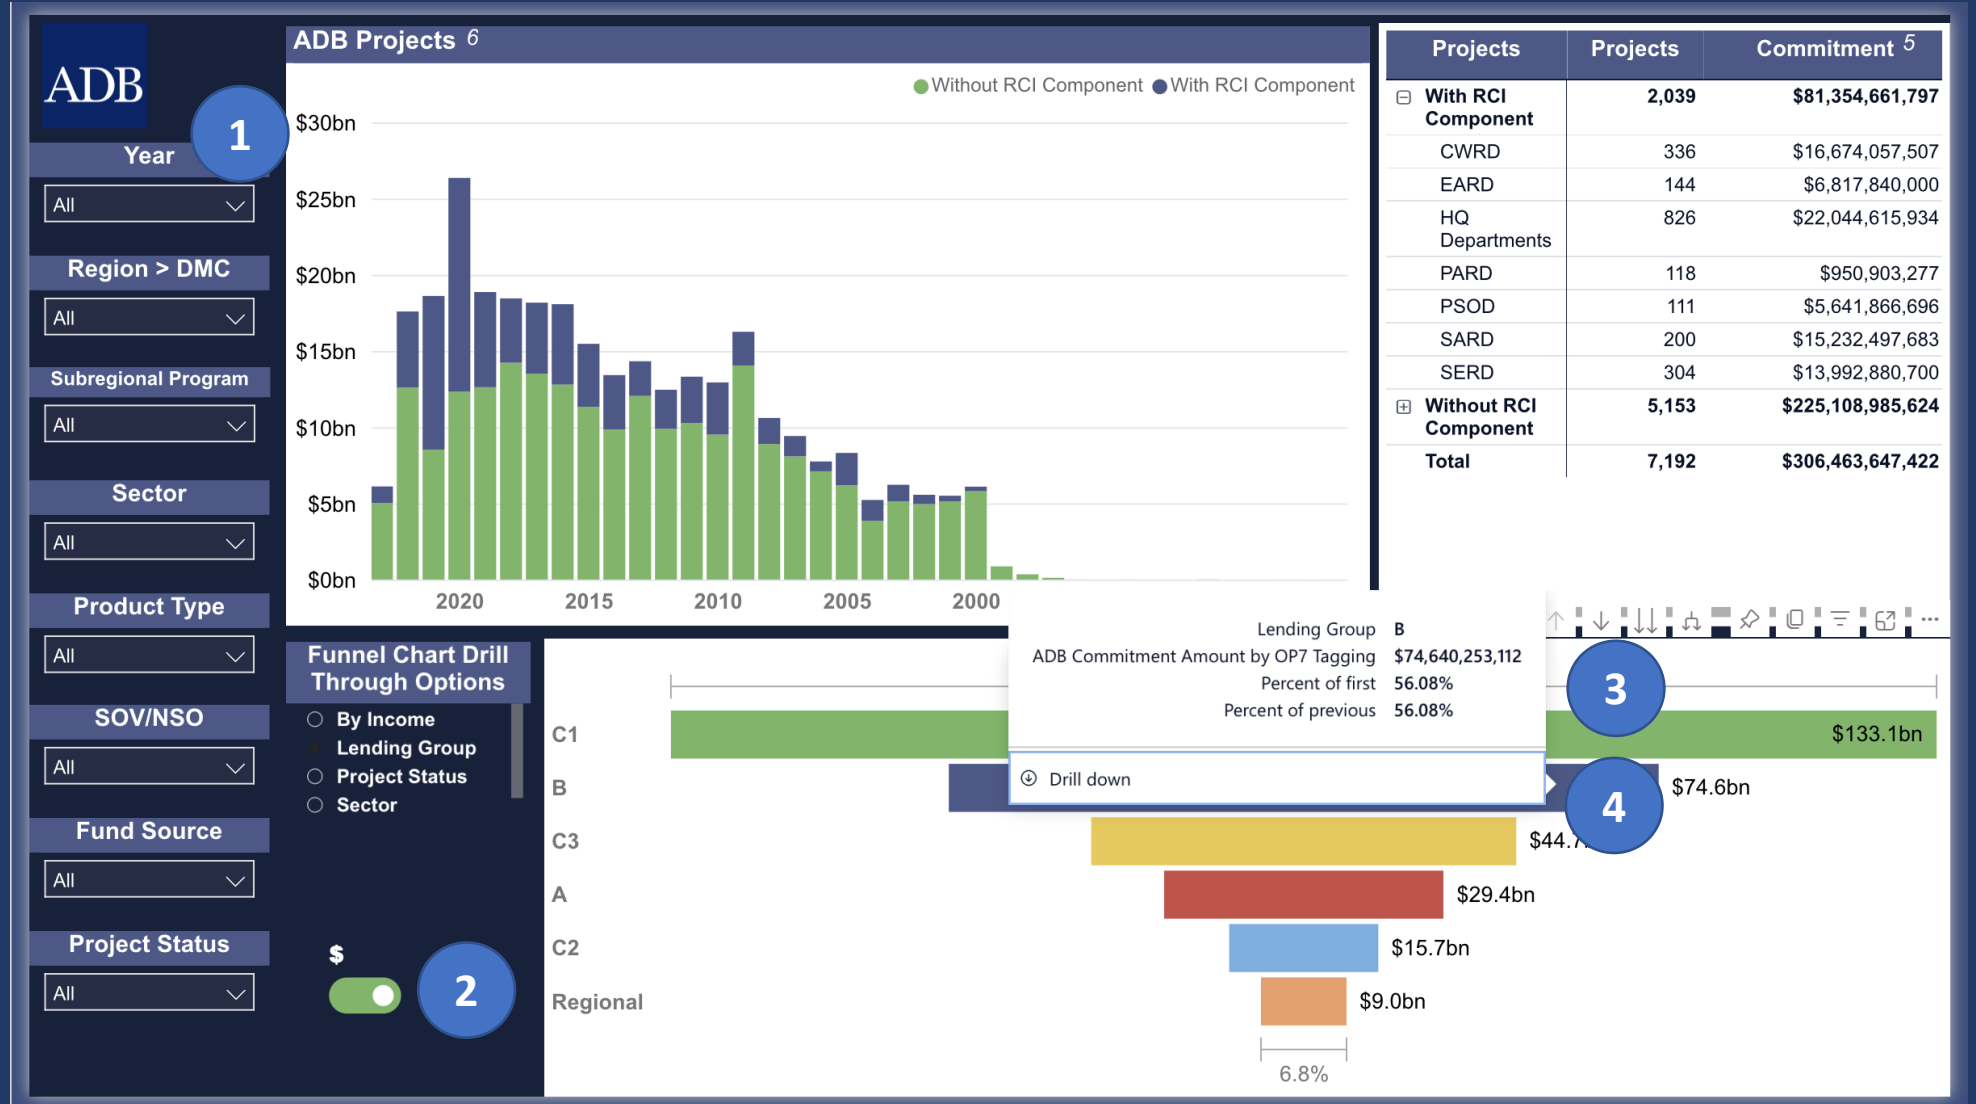 ADB
1
Year
All
Region > DMC
All
Subregional Program
All
Sector
All
Product Type
All
SOV/NSO
All
Fund Source
All
Project Status
All
ADB Projects 6
Without RCI Component With RCI Component
$30bn
$25bn
$20bn
$15bn
$10bn
$5bn
$0bn
2020 2015 2010 2005 2000
Projects Projects Commitment 5
With RCI
Component 2,039 $81,354,661,797
CWRD 336 $16,674,057,507
EARD 144 $6,817,840,000
HQ
Departments 826 $22,044,615,934
PARD 118 $950,903,277
PSOD 111 $5,641,866,696
SARD 200 $15,232,497,683
SERD 304 $13,992,880,700
Without RCI
Component 5,153 $225,108,985,624
Total 7,192 $306,463,647,422
Funnel Chart Drill
Through Options
By Income
Lending Group
Project Status
Sector
$
2
Lending Group B
ADB Commitment Amount by OP7 Tagging $74,640,253,112
Percent of first 56.08%
Percent of previous 56.08%
Drill down
3
4
C1 $133.1bn
B $74.6bn
C3 $44.7
A $29.4bn
C2 $15.7bn
Regional $9.0bn
6.8%